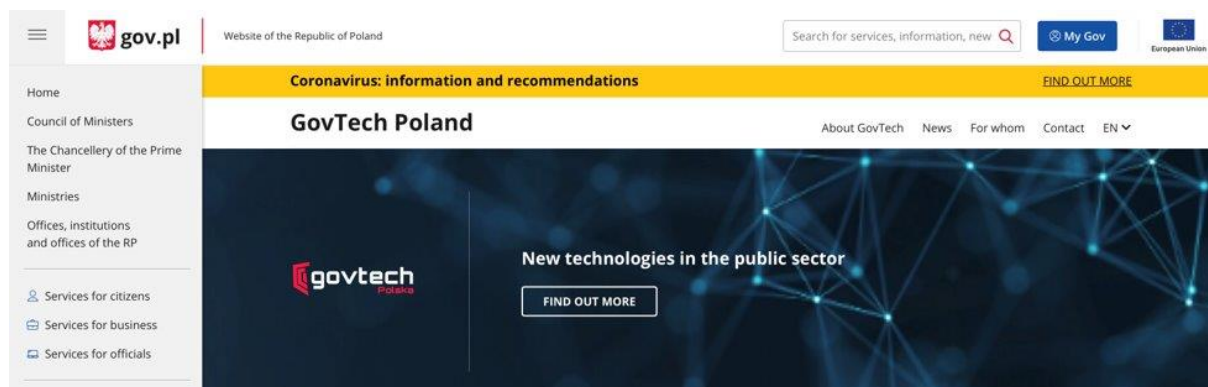 gov.pl
Website of the Republic of Poland
Search for services, information, new
My Gov
European Union
Home
Council of Ministers
The Chancellery of the Prime
Minister
Ministries
Offices, institutions
and offices of the RP
Services for citizens
Services for business
Services for officials
Coronavirus: information and recommendations
FIND OUT MORE
GovTech Poland
About GovTech News For whom Contact EN
govtech
Polska
New technologies in the public sector
FIND OUT MORE